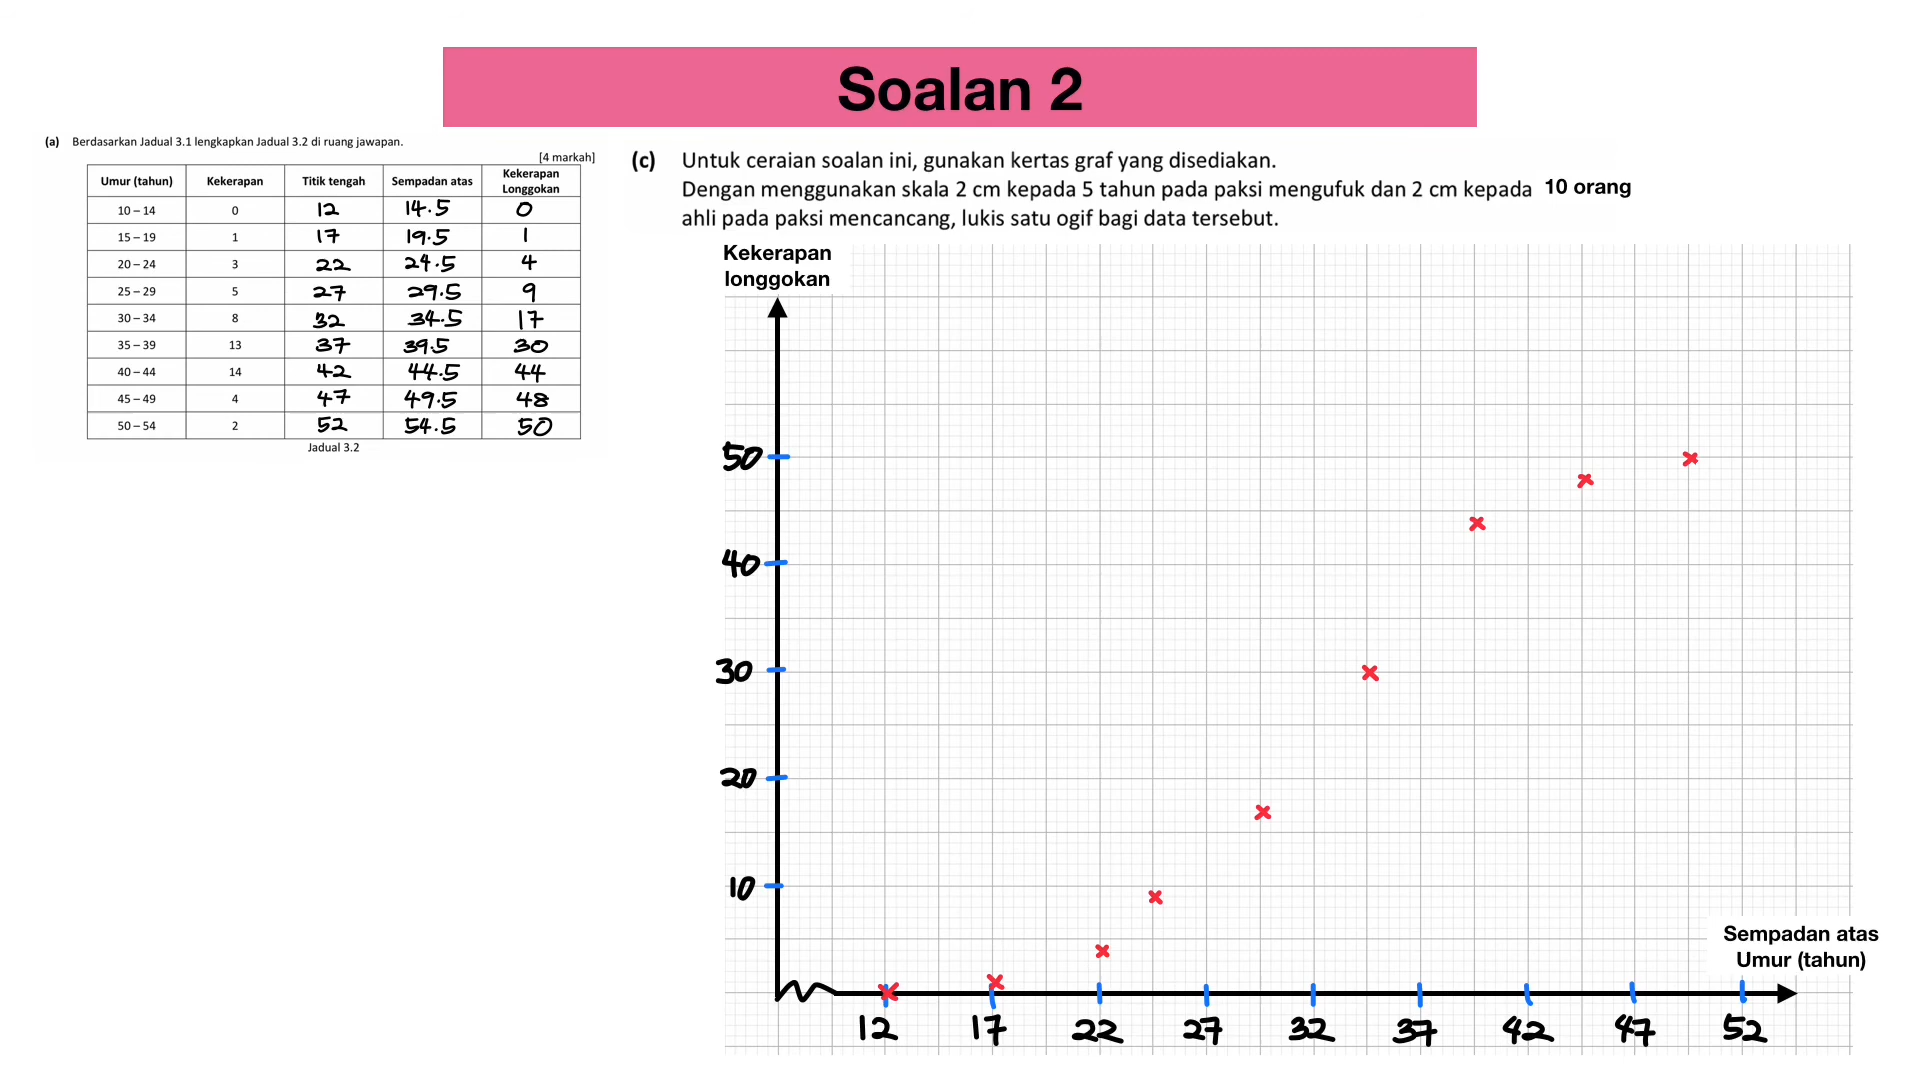 Soalan 2
(a) Berdasarkan Jadual 3.1 lengkapkan Jadual 3.2 di ruang jawapan.
[4 markah]
Umur (tahun) Kekerapan Titik tengah Sempadan atas Kekerapan Longgokan
10 – 14 0 12 14.5 0
15 – 19 1 17 19.5 1
20 – 24 3 22 24.5 4
25 – 29 5 27 29.5 9
30 – 34 8 32 34.5 17
35 – 39 13 37 39.5 30
40 – 44 14 42 44.5 44
45 – 49 4 47 49.5 48
50 – 54 2 52 54.5 50
Jadual 3.2
(c) Untuk ceraian soalan ini, gunakan kertas graf yang disediakan.
Dengan menggunakan skala 2 cm kepada 5 tahun pada paksi mengufuk dan 2 cm kepada 10 orang
ahli pada paksi mencancang, lukis satu ogif bagi data tersebut.
Kekerapan
longgokan
50
40
30
20
10
Sempadan atas
Umur (tahun)
12 17 22 27 32 37 42 47 52